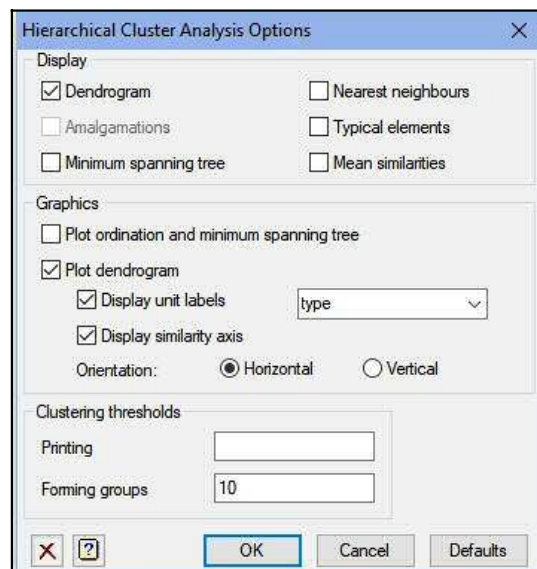 Hierarchical Cluster Analysis Options
Display
Dendrogram
Nearest neighbours
Amalgamations
Typical elements
Minimum spanning tree
Mean similarities
Graphics
Plot ordination and minimum spanning tree
Plot dendrogram
Display unit labels
type
Display similarity axis
Orientation:
Horizontal
Vertical
Clustering thresholds
Printing
Forming groups
10
?
OK
Cancel
Defaults